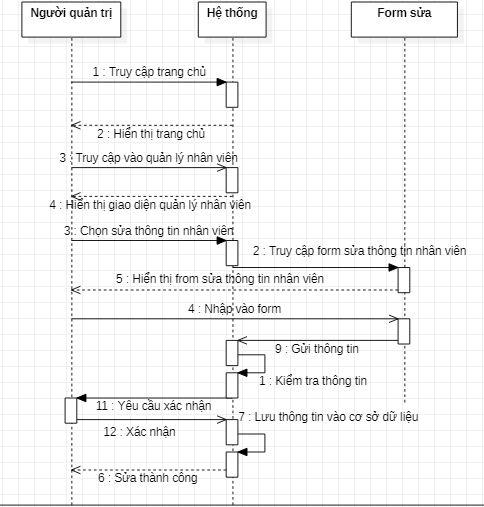 Người quản trị
Hệ thống
Form sửa
1 : Truy cập trang chủ
2 : Hiển thị trang chủ
3 : Truy cập vào quản lý nhân viên
4 : Hiển thị giao diện quản lý nhân viên
3 : Chọn sửa thông tin nhân viên
2 : Truy cập form sửa thông tin nhân viên
5 : Hiển thị from sửa thông tin nhân viên
4 : Nhập vào form
9 : Gửi thông tin
1 : Kiểm tra thông tin
11 : Yêu cầu xác nhận
7 : Lưu thông tin vào cơ sở dữ liệu
12 : Xác nhận
6 : Sửa thành công